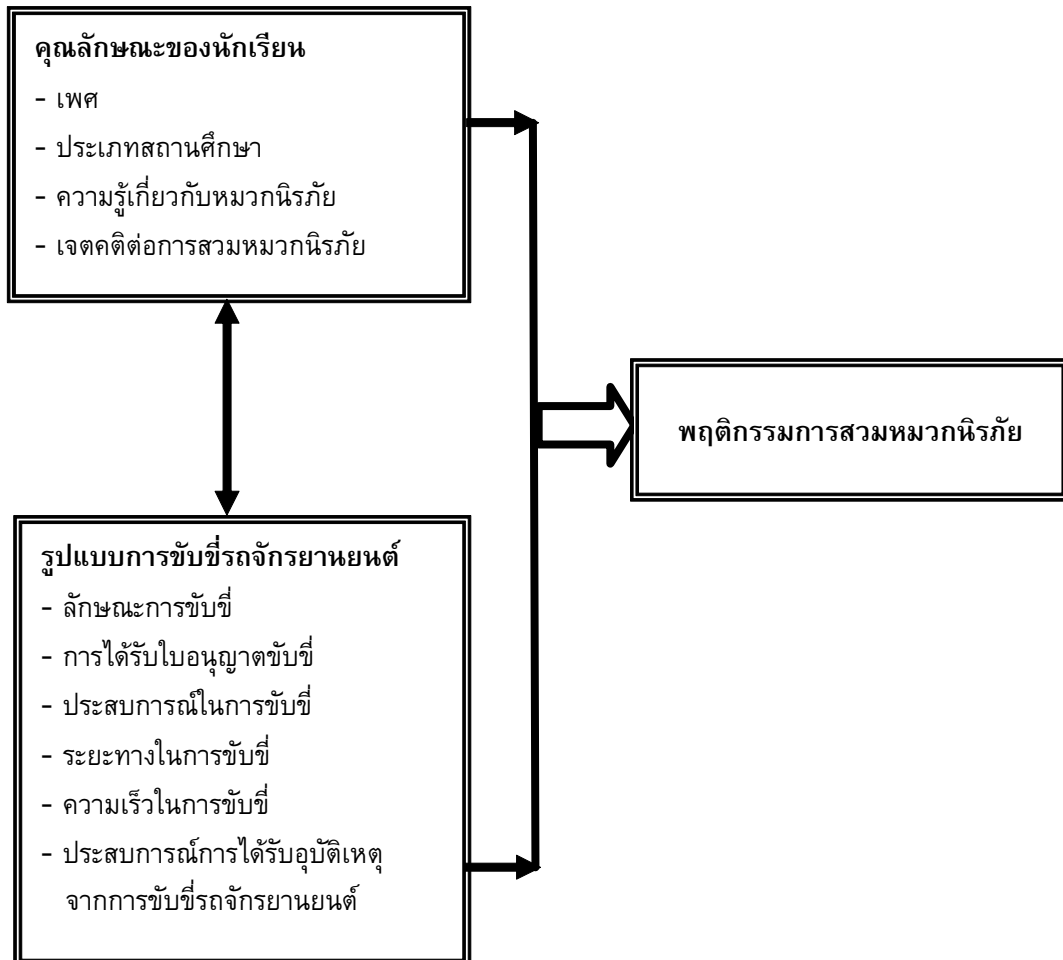 คุณลักษณะของนักเรียน
- เพศ
- ประเภทสถานศึกษา
- ความรู้เกี่ยวกับหมวกนิรภัย
- เจตคติต่อการสวมหมวกนิรภัย
พฤติกรรมการสวมหมวกนิรภัย
รูปแบบการขับขี่รถจักรยานยนต์
- ลักษณะการขับขี่
- การได้รับใบอนุญาตขับขี่
- ประสบการณ์ในการขับขี่
- ระยะทางในการขับขี่
- ความเร็วในการขับขี่
- ประสบการณ์การได้รับอุบัติเหตุ
จากการขับขี่รถจักรยานยนต์